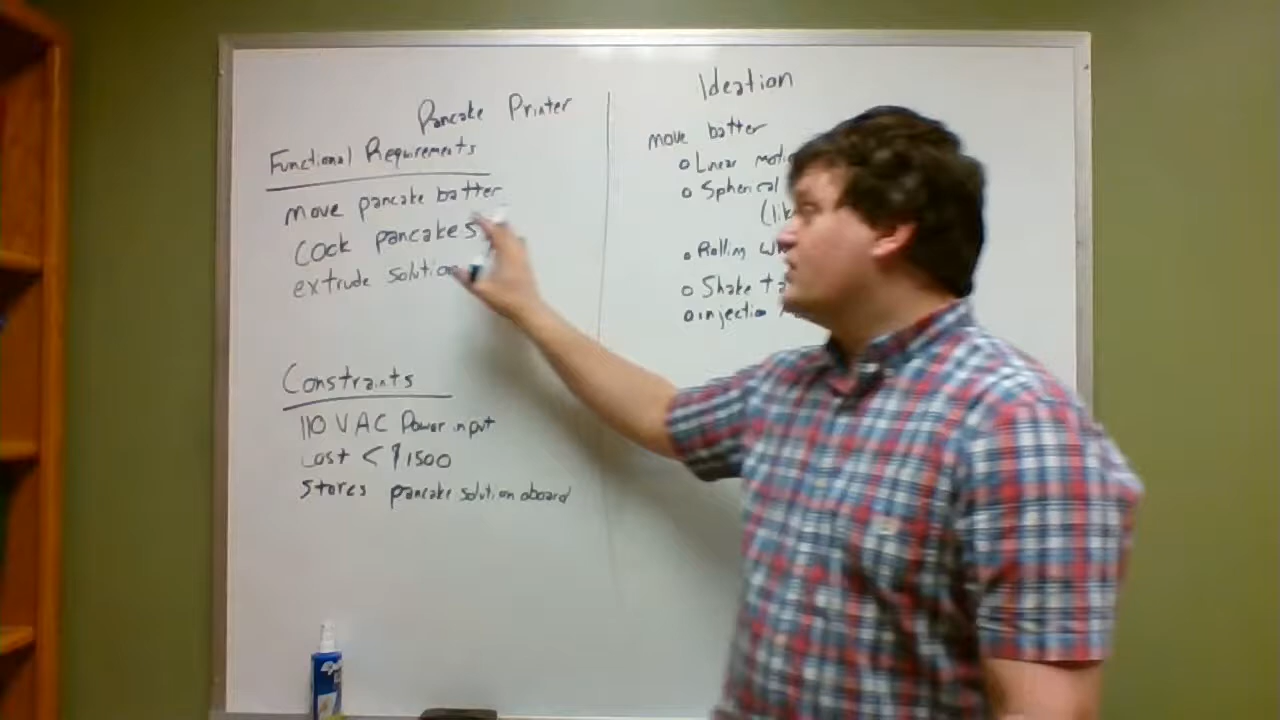 Pancake Printer
Functional Requirements
move pancake batter
Cook pancakes
extrude solution
Constraints
110 VAC Power input
Cost < $1500
Stores pancake solution aboard
Ideation
move batter
o Linear
o Spherical
o Rolling
o Shake
o injection